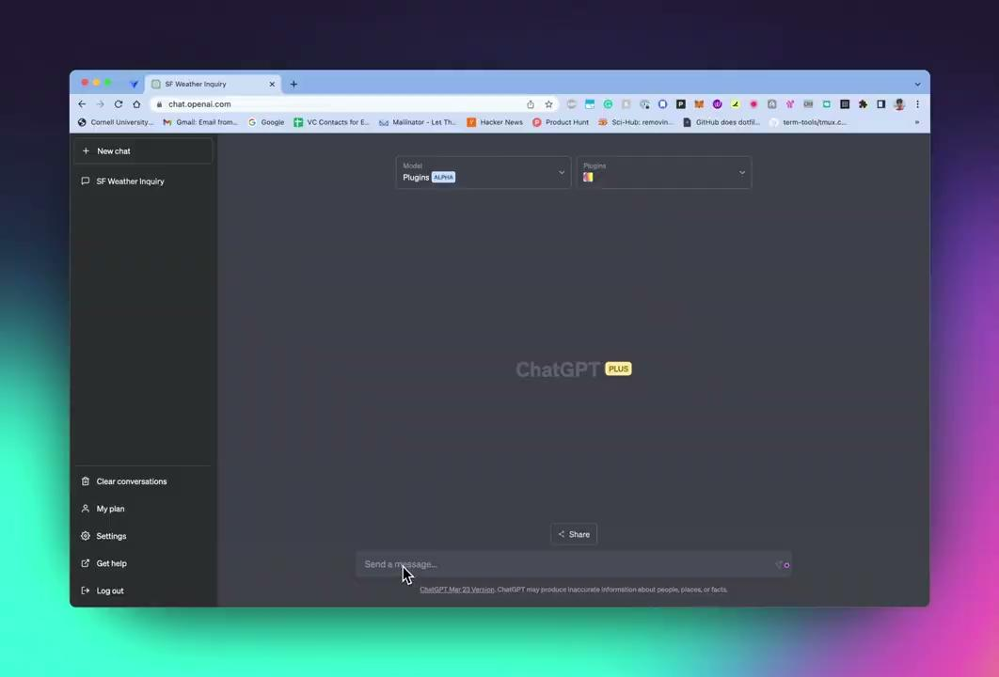 SF Weather Inquiry
chat.openai.com
Cornell University...
Gmail: Email from...
Google
VC Contacts for E...
Mailinator - Let Th...
Hacker News
Product Hunt
Sci-Hub: removin...
GitHub does dotfil...
term-tools/tmux.c...
»
New chat
SF Weather Inquiry
Model
Plugins ALPHA
Plugins
ChatGPT PLUS
Clear conversations
My plan
Settings
Get help
Log out
Share
Send a message...
ChatGPT Mar 23 Version. ChatGPT may produce inaccurate information about people, places, or facts.